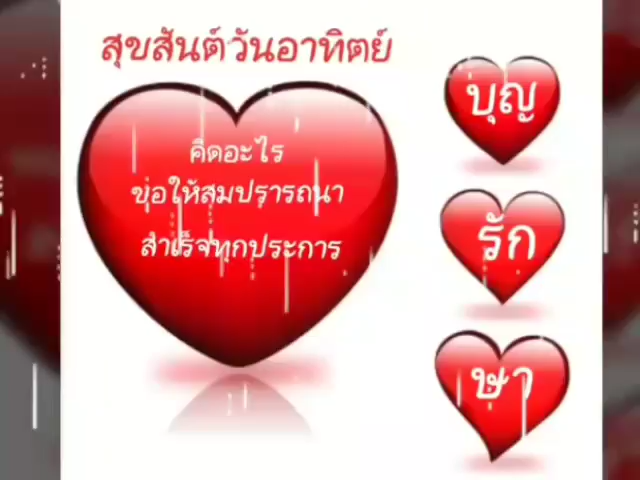 สุขสันต์วันอาทิตย์
คิดอะไร
ขอให้สมปรารถนา
สำเร็จทุกประการ
บุญ
รัก
ษา